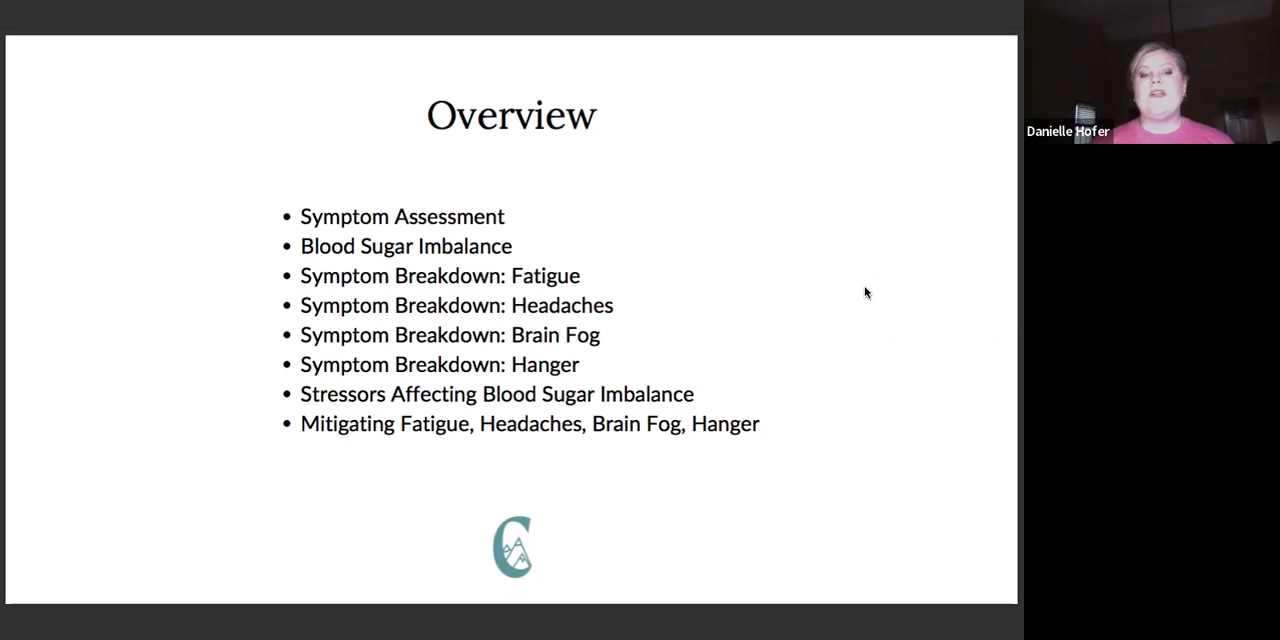 Overview
• Symptom Assessment
• Blood Sugar Imbalance
• Symptom Breakdown: Fatigue
• Symptom Breakdown: Headaches
• Symptom Breakdown: Brain Fog
• Symptom Breakdown: Hanger
• Stressors Affecting Blood Sugar Imbalance
• Mitigating Fatigue, Headaches, Brain Fog, Hanger
C
Danielle Hofer